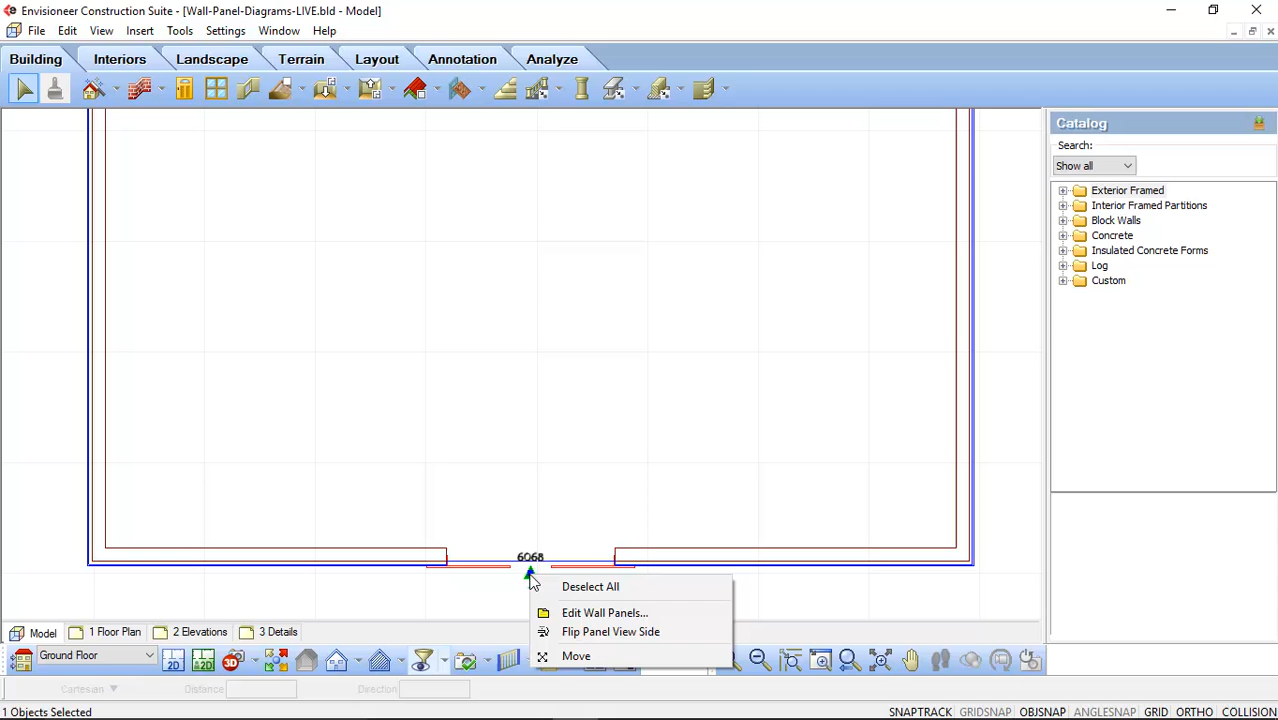 Envisioneer Construction Suite - [Wall-Panel-Diagrams-LIVE.bld - Model]
File Edit View Insert Tools Settings Window Help
Building Interiors Landscape Terrain Layout Annotation Analyze
Catalog
Search:
Show all
Exterior Framed
Interior Framed Partitions
Block Walls
Concrete
Insulated Concrete Forms
Log
Custom
6068
Deselect All
Edit Wall Panels...
Flip Panel View Side
Move
Model 1 Floor Plan 2 Elevations 3 Details
Ground Floor 2D 2D 3D
Cartesian Distance Direction
1 Objects Selected SNAPTRACK GRIDSNAP OBJSNAP ANGLESNAP GRID ORTHO COLLISION